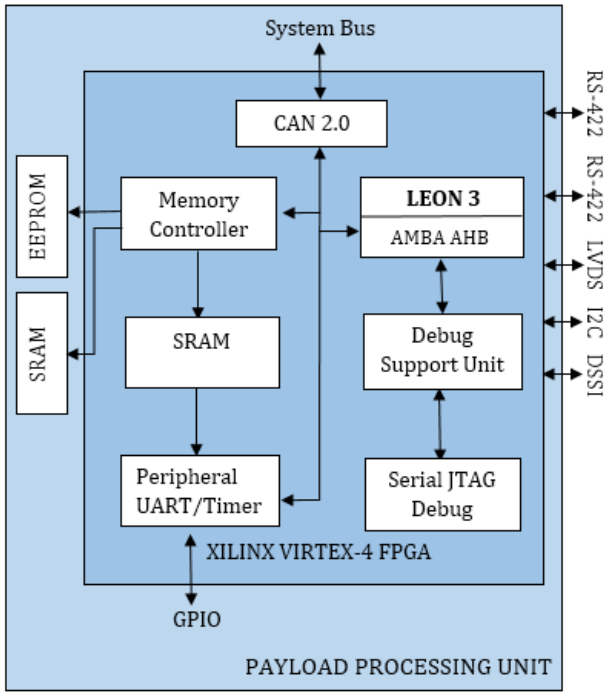 System Bus
CAN 2.0
RS-422
RS-422
LVDS
I2C
DSSI
EEPROM
SRAM
Memory
Controller
LEON 3
AMBA AHB
SRAM
Debug
Support Unit
Peripheral
UART/Timer
Serial JTAG
Debug
XILINX VIRTEX-4 FPGA
GPIO
PAYLOAD PROCESSING UNIT